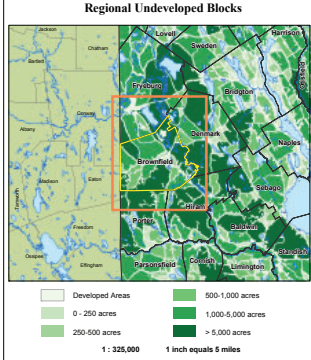 Regional Undeveloped Blocks
Jackson
Lovell
Harrison
Chatham
Sweden
Bartlett
Otisfield
Fryeburg
Bridgton
Conway
Albany
Denmark
Naples
Brownfield
Madison
Eaton
Sebago
Tamworth
Hiram
Freedom
Porter
Baldwin
Ossipee
Standish
Effingham
Parsonsfield
Cornish
Limington
Developed Areas
500-1,000 acres
0 - 250 acres
1,000-5,000 acres
250-500 acres
> 5,000 acres
1 : 325,000 1 inch equals 5 miles